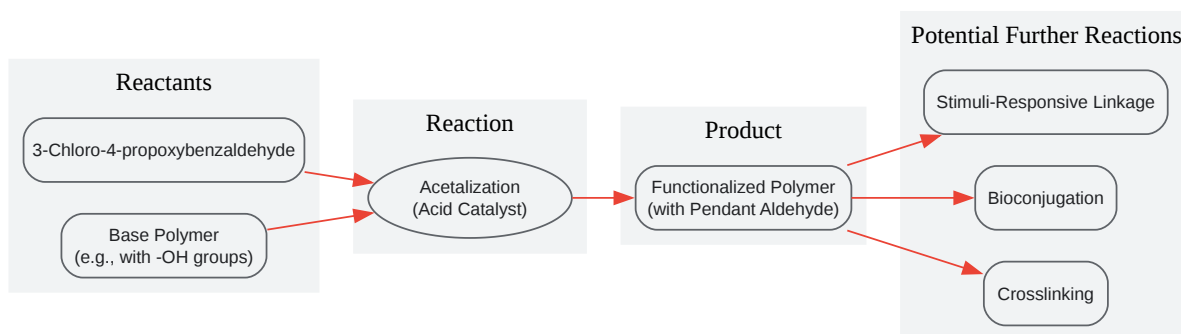 Reactants
3-Chloro-4-propoxybenzaldehyde
Base Polymer
(e.g., with -OH groups)
Reaction
Acetalization
(Acid Catalyst)
Product
Functionalized Polymer
(with Pendant Aldehyde)
Potential Further Reactions
Stimuli-Responsive Linkage
Bioconjugation
Crosslinking